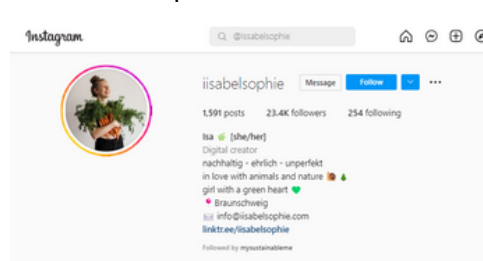 Instagram
@iisabelsophie
iisabelsophie Message Follow
1,591 posts 23.4K followers 254 following
Isa [she/her]
Digital creator
nachhaltig - ehrlich - unperfekt
in love with animals and nature
girl with a green heart
Braunschweig
info@iisabelsophie.com
linktr.ee/iisabelsophie
Followed by mysustainableme